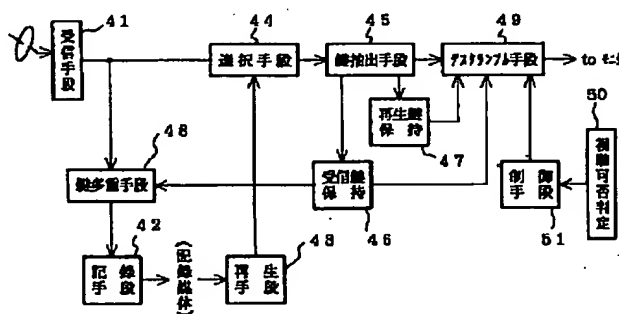 41
受信手段
44
選択手段
45
鍵抽出手段
49
デスクランブル手段
to モニタ
50
視聴可否判定
再生鍵
保持
47
48
鍵多重手段
受信鍵
保持
46
制御
手段
51
42
記録
手段
(記録媒体)
再生
手段
43